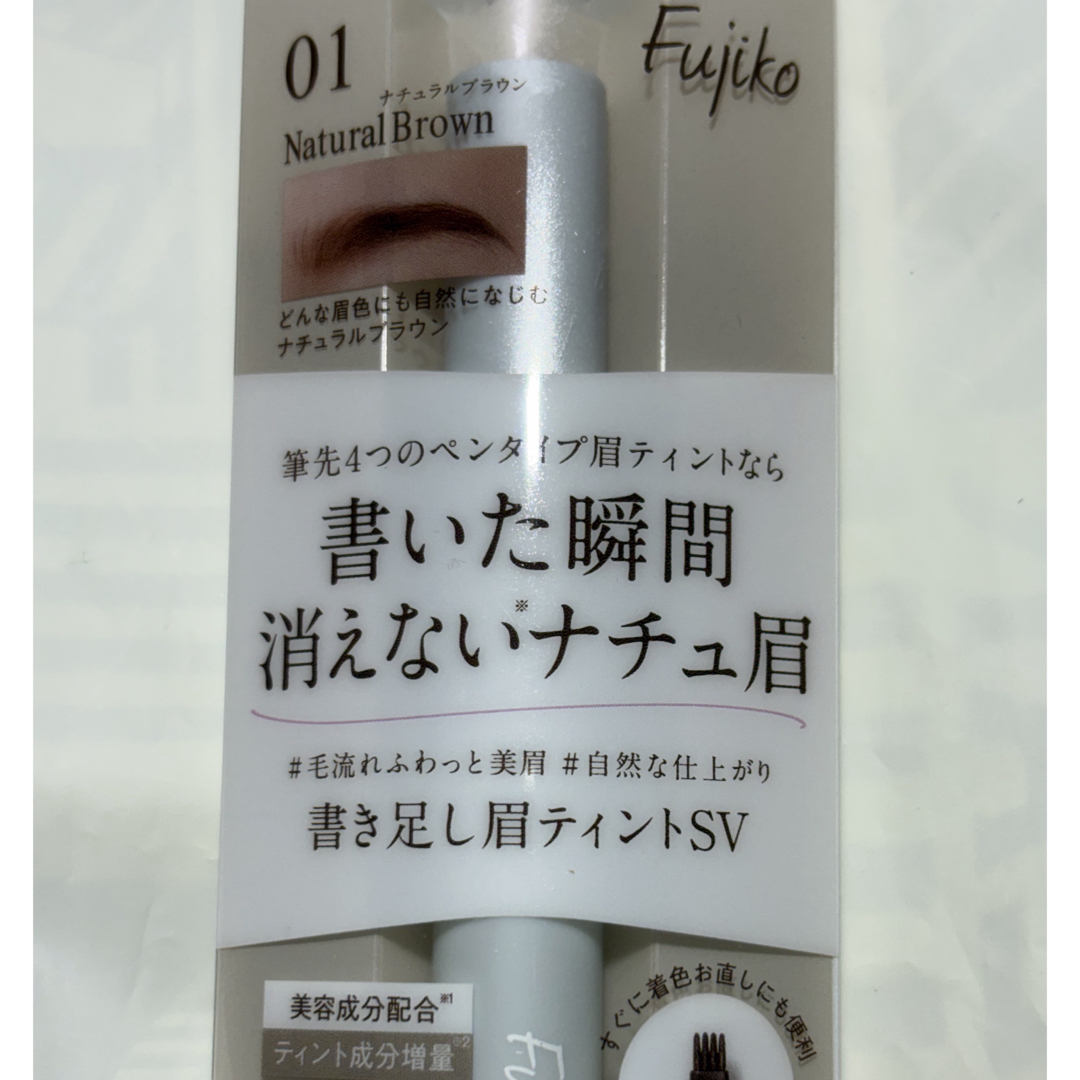 01
Fujiko
ナチュラルブラウン
Natural Brown
どんな眉色にも自然になじむ
ナチュラルブラウン
筆先4つのペンタイプ眉ティントなら
書いた瞬間
消えない※ナチュ眉
#毛流れふわっと美眉 #自然な仕上がり
書き足し眉ティントSV
美容成分配合※1
ティント成分増量※2
すぐに着色お直しにも便利